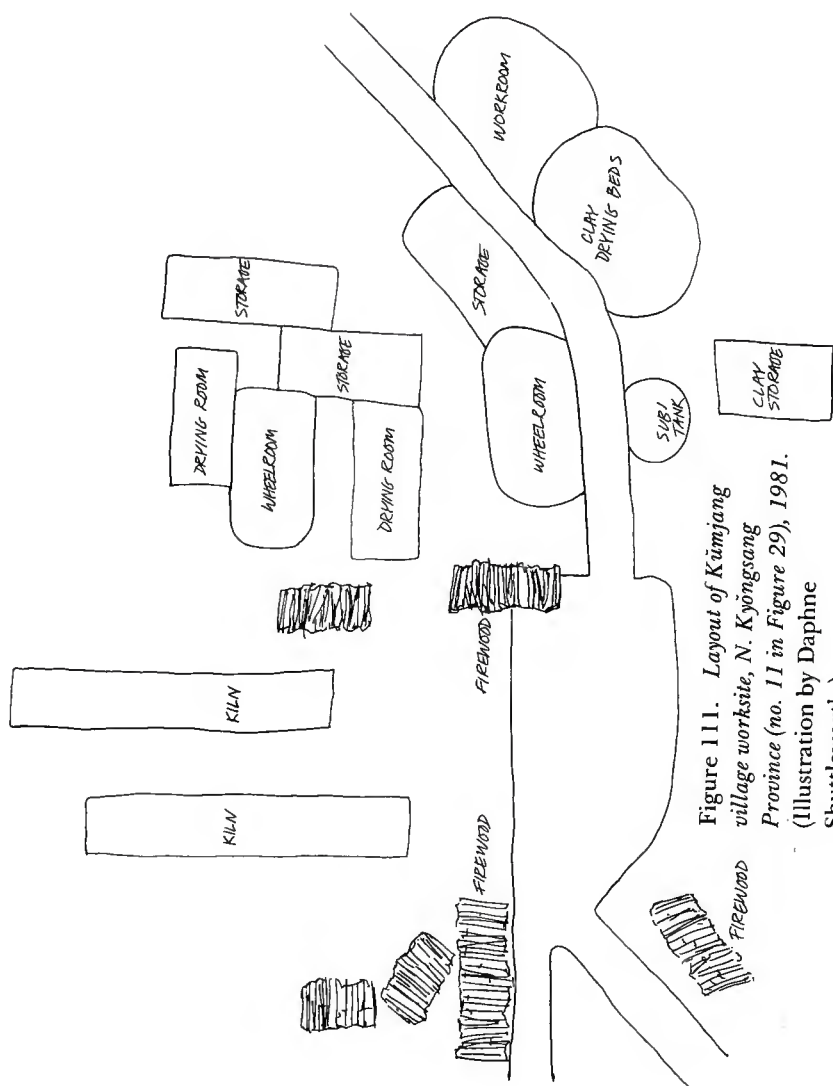 KILN
KILN
DRYING ROOM
STORAGE
WHEELROOM
STORAGE
DRYING ROOM
FIREWOOD
FIREWOOD
STORAGE
WORKROOM
WHEELROOM
CLAY
DRYING BEDS
SUBI
TANK
CLAY
STORAGE
FIREWOOD
Figure 111. Layout of Kŭmjang
village worksite, N. Kyŏngsang
Province (no. 11 in Figure 29), 1981.
(Illustration by Daphne